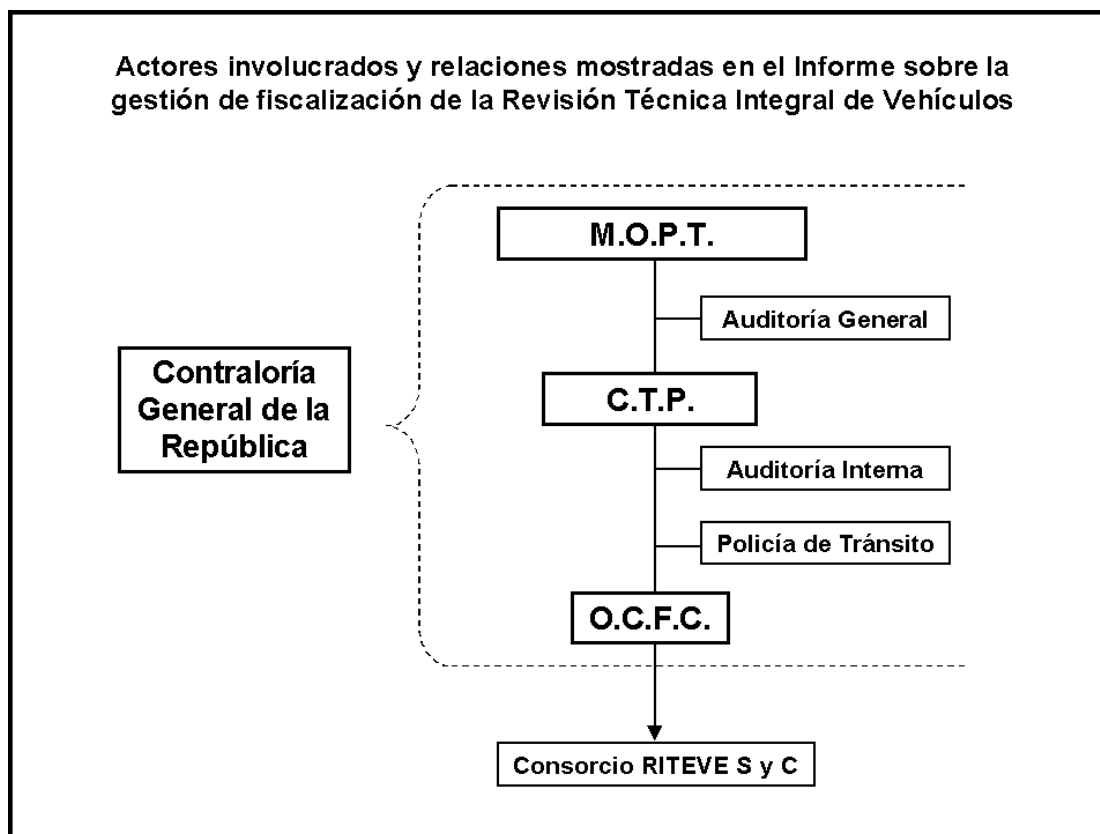 Actores involucrados y relaciones mostradas en el Informe sobre la
gestión de fiscalización de la Revisión Técnica Integral de Vehículos
M.O.P.T.
Auditoría General
Contraloría
General de la
República
C.T.P.
Auditoría Interna
Policía de Tránsito
O.C.F.C.
Consorcio RITEVE S y C